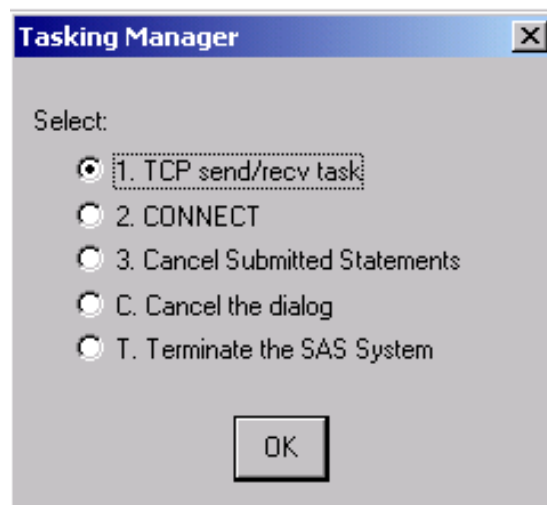 Tasking Manager
Select:
1. TCP send/recv task
2. CONNECT
3. Cancel Submitted Statements
C. Cancel the dialog
T. Terminate the SAS System
OK